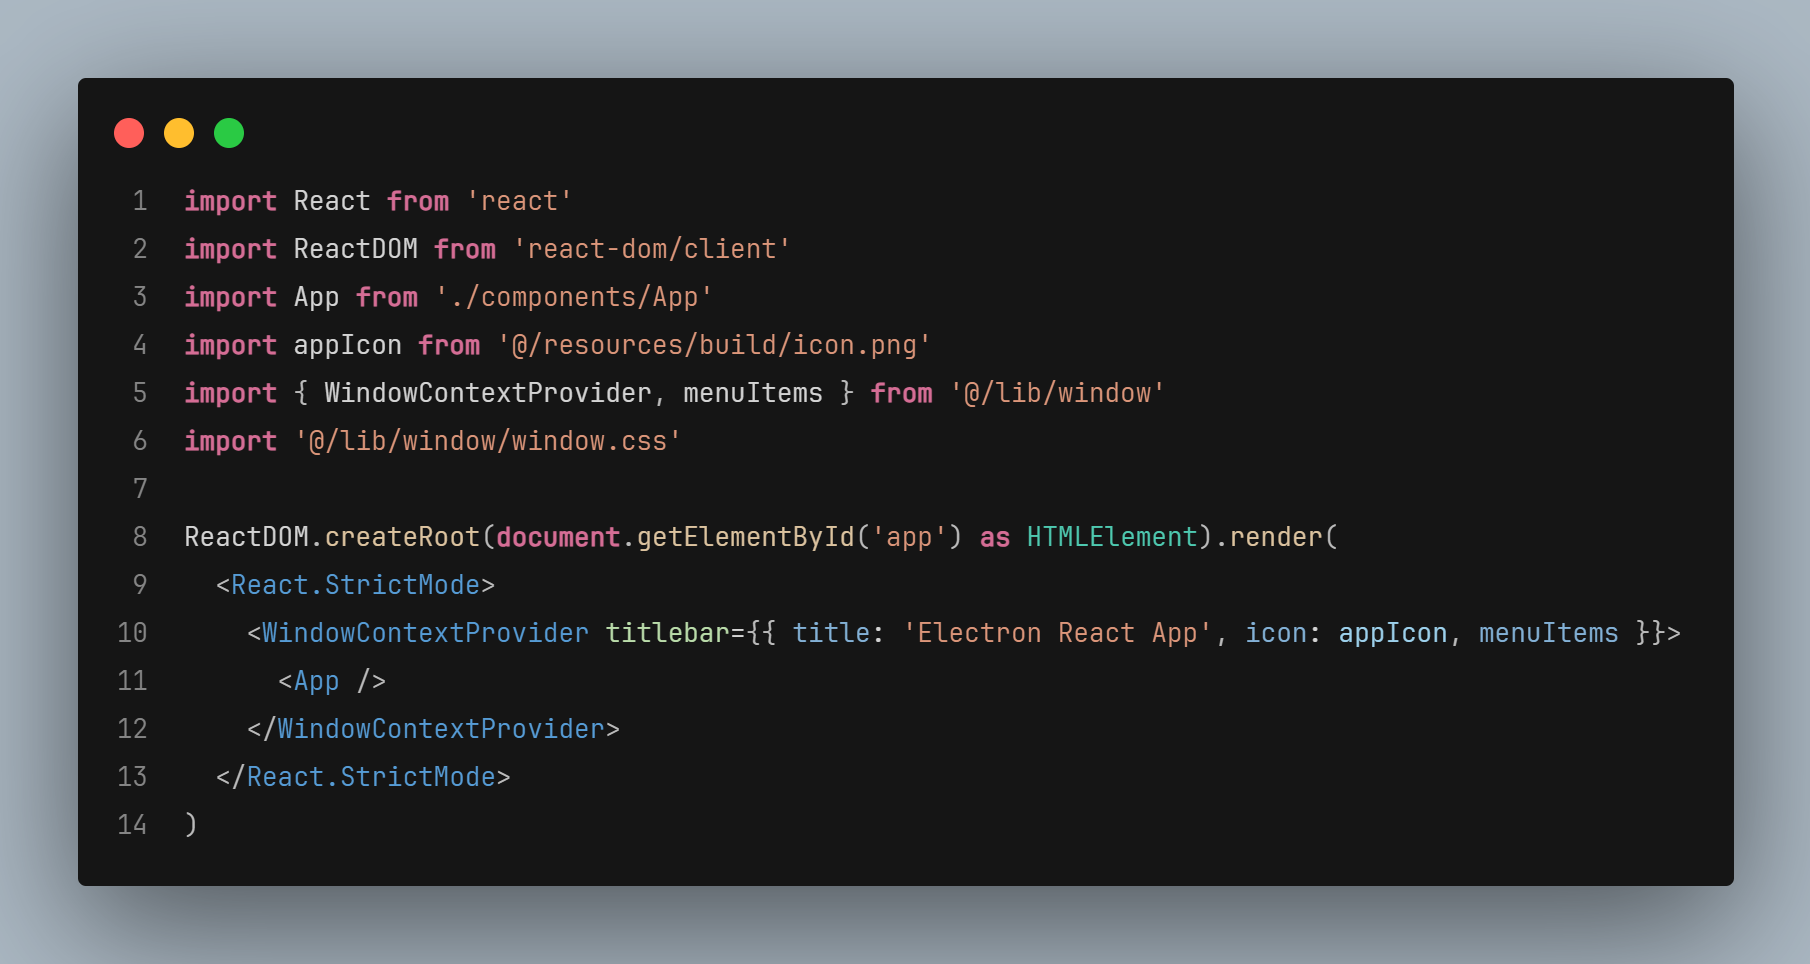 1 import React from 'react'
2 import ReactDOM from 'react-dom/client'
3 import App from './components/App'
4 import appIcon from '@/resources/build/icon.png'
5 import { WindowContextProvider, menuItems } from '@/lib/window'
6 import '@/lib/window/window.css'
7
8 ReactDOM.createRoot(document.getElementById('app') as HTMLElement).render(
9   <React.StrictMode>
10     <WindowContextProvider titlebar={{ title: 'Electron React App', icon: appIcon, menuItems }}>
11       <App />
12     </WindowContextProvider>
13   </React.StrictMode>
14 )